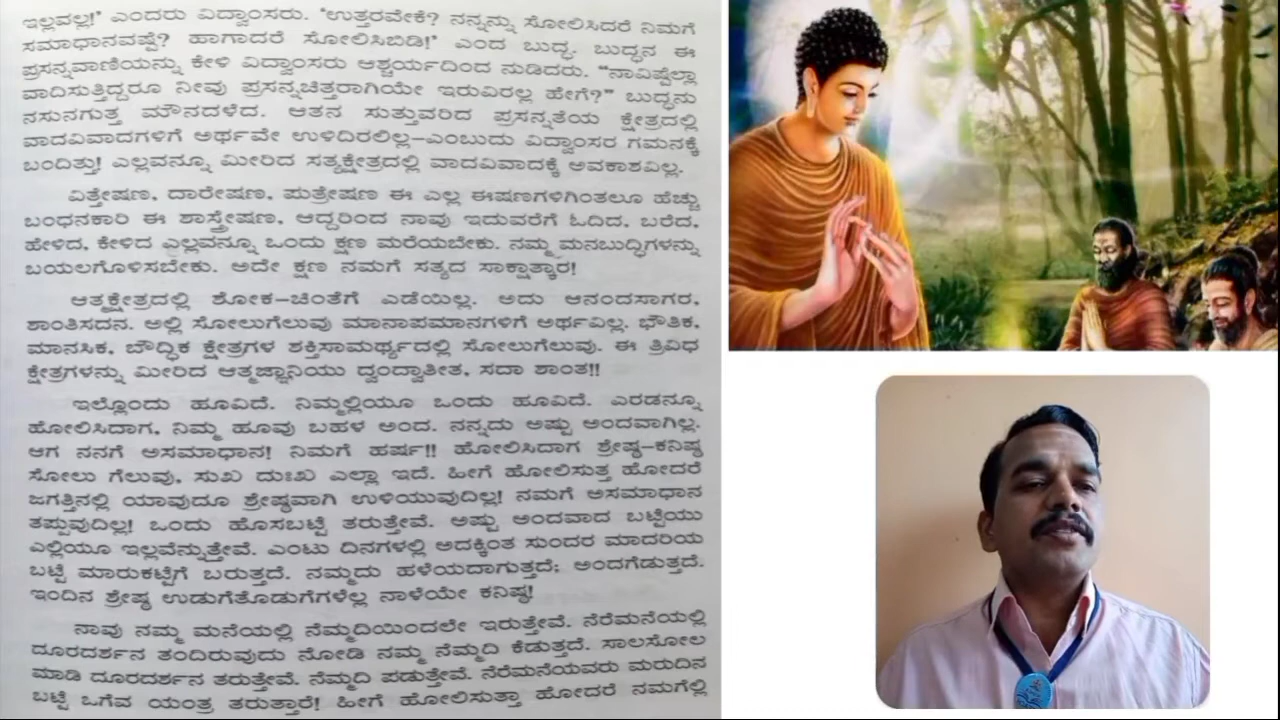 ಇಲ್ಲವಲ್ಲ!' ಎಂದರು ವಿದ್ವಾಂಸರು. 'ಉತ್ತರವೇಕೆ? ನನ್ನನ್ನು ಸೋಲಿಸಿದರೆ ನಿಮಗೆ
ಸಮಾಧಾನವಷ್ಟೆ? ಹಾಗಾದರೆ ಸೋಲಿಸಿಬಿಡಿ!' ಎಂದ ಬುದ್ಧ. ಬುದ್ಧನ ಈ
ಪ್ರಸನ್ನವಾಣಿಯನ್ನು ಕೇಳಿ ವಿದ್ವಾಂಸರು ಆಶ್ಚರ್ಯದಿಂದ ನುಡಿದರು. "ನಾವಿಷ್ಟೆಲ್ಲಾ
ವಾದಿಸುತ್ತಿದ್ದರೂ ನೀವು ಪ್ರಸನ್ನಚಿತ್ತರಾಗಿಯೇ ಇರುವಿರಲ್ಲ ಹೇಗೆ?" ಬುದ್ಧನು
ನಸುನಗುತ್ತ ಮೌನದಳೆದ. ಆತನ ಸುತ್ತುವರಿದ ಪ್ರಸನ್ನತೆಯ ಕ್ಷೇತ್ರದಲ್ಲಿ
ವಾದವಿವಾದಗಳಿಗೆ ಅರ್ಥವೇ ಉಳಿದಿರಲಿಲ್ಲ-ಎಂಬುದು ವಿದ್ವಾಂಸರ ಗಮನಕ್ಕೆ
ಬಂದಿತ್ತು! ಎಲ್ಲವನ್ನೂ ಮೀರಿದ ಸತ್ಯಕ್ಷೇತ್ರದಲ್ಲಿ ವಾದವಿವಾದಕ್ಕೆ ಅವಕಾಶವಿಲ್ಲ.
ವಿತ್ತೇಷಣ, ದಾರೇಷಣ, ಪುತ್ರೇಷಣ ಈ ಎಲ್ಲ ಈಷಣಗಳಿಗಿಂತಲೂ ಹೆಚ್ಚು
ಬಂಧನಕಾರಿ ಈ ಶಾಸ್ತ್ರೇಷಣ, ಆದ್ದರಿಂದ ನಾವು ಇದುವರೆಗೆ ಓದಿದ, ಬರೆದ,
ಹೇಳಿದ, ಕೇಳಿದ ಎಲ್ಲವನ್ನೂ ಒಂದು ಕ್ಷಣ ಮರೆಯಬೇಕು. ನಮ್ಮ ಮನಬುದ್ಧಿಗಳನ್ನು
ಬಯಲಗೊಳಿಸಬೇಕು. ಅದೇ ಕ್ಷಣ ನಮಗೆ ಸತ್ಯದ ಸಾಕ್ಷಾತ್ಕಾರ!
ಆತ್ಮಕ್ಷೇತ್ರದಲ್ಲಿ ಶೋಕ-ಚಿಂತೆಗೆ ಎಡೆಯಿಲ್ಲ. ಅದು ಆನಂದಸಾಗರ,
ಶಾಂತಿಸದನ. ಅಲ್ಲಿ ಸೋಲುಗೆಲುವು ಮಾನಾಪಮಾನಗಳಿಗೆ ಅರ್ಥವಿಲ್ಲ. ಭೌತಿಕ,
ಮಾನಸಿಕ, ಬೌದ್ಧಿಕ ಕ್ಷೇತ್ರಗಳ ಶಕ್ತಿಸಾಮರ್ಥ್ಯದಲ್ಲಿ ಸೋಲುಗೆಲುವು. ಈ ತ್ರಿವಿಧ
ಕ್ಷೇತ್ರಗಳನ್ನು ಮೀರಿದ ಆತ್ಮಜ್ಞಾನಿಯು ದ್ವಂದ್ವಾತೀತ, ಸದಾ ಶಾಂತ!!
ಇಲ್ಲೊಂದು ಹೂವಿದೆ. ನಿಮ್ಮಲ್ಲಿಯೂ ಒಂದು ಹೂವಿದೆ. ಎರಡನ್ನೂ
ಹೋಲಿಸಿದಾಗ, ನಿಮ್ಮ ಹೂವು ಬಹಳ ಅಂದ. ನನ್ನದು ಅಷ್ಟು ಅಂದವಾಗಿಲ್ಲ.
ಆಗ ನನಗೆ ಅಸಮಾಧಾನ! ನಿಮಗೆ ಹರ್ಷ!! ಹೋಲಿಸಿದಾಗ ಶ್ರೇಷ್ಠ-ಕನಿಷ್ಠ
ಸೋಲು ಗೆಲುವು, ಸುಖ ದುಃಖ ಎಲ್ಲಾ ಇದೆ. ಹೀಗೆ ಹೋಲಿಸುತ್ತ ಹೋದರೆ
ಜಗತ್ತಿನಲ್ಲಿ ಯಾವುದೂ ಶ್ರೇಷ್ಠವಾಗಿ ಉಳಿಯುವುದಿಲ್ಲ! ನಮಗೆ ಅಸಮಾಧಾನ
ತಪ್ಪುವುದಿಲ್ಲ! ಒಂದು ಹೊಸಬಟ್ಟೆ ತರುತ್ತೇವೆ. ಅಷ್ಟು ಅಂದವಾದ ಬಟ್ಟೆಯು
ಎಲ್ಲಿಯೂ ಇಲ್ಲವೆನ್ನುತ್ತೇವೆ. ಎಂಟು ದಿನಗಳಲ್ಲಿ ಅದಕ್ಕಿಂತ ಸುಂದರ ಮಾದರಿಯ
ಬಟ್ಟೆ ಮಾರುಕಟ್ಟೆಗೆ ಬರುತ್ತದೆ. ನಮ್ಮದು ಹಳೆಯದಾಗುತ್ತದೆ; ಅಂದಗೆಡುತ್ತದೆ.
ಇಂದಿನ ಶ್ರೇಷ್ಠ ಉಡುಗೆತೊಡುಗೆಗಳೆಲ್ಲ ನಾಳೆಯೇ ಕನಿಷ್ಠ!
ನಾವು ನಮ್ಮ ಮನೆಯಲ್ಲಿ ನೆಮ್ಮದಿಯಿಂದಲೇ ಇರುತ್ತೇವೆ. ನೆರೆಮನೆಯಲ್ಲಿ
ದೂರದರ್ಶನ ತಂದಿರುವುದು ನೋಡಿ ನಮ್ಮ ನೆಮ್ಮದಿ ಕೆಡುತ್ತದೆ. ಸಾಲಸೋಲ
ಮಾಡಿ ದೂರದರ್ಶನ ತರುತ್ತೇವೆ. ನೆಮ್ಮದಿ ಪಡುತ್ತೇವೆ. ನೆರೆಮನೆಯವರು ಮರುದಿನ
ಬಟ್ಟೆ ಒಗೆವ ಯಂತ್ರ ತರುತ್ತಾರೆ! ಹೀಗೆ ಹೋಲಿಸುತ್ತಾ ಹೋದರೆ ನಮಗೆಲ್ಲಿ